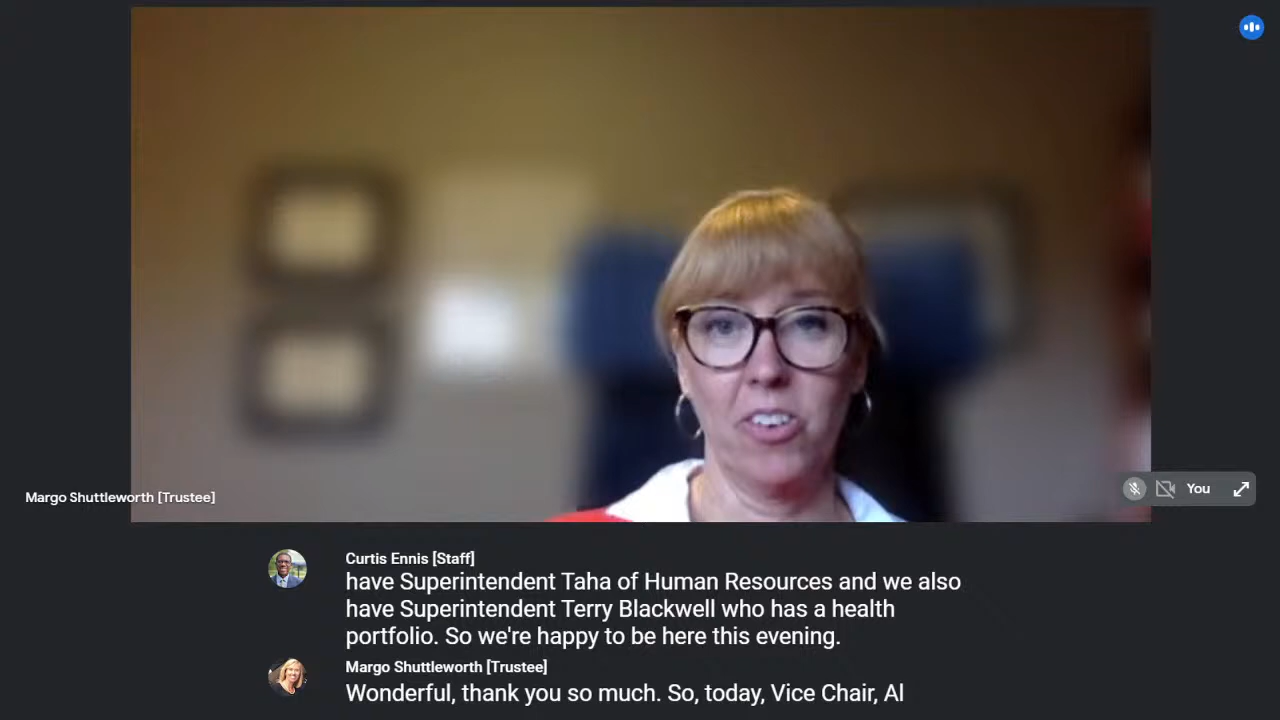 Margo Shuttleworth [Trustee]
You
Curtis Ennis [Staff]
have Superintendent Taha of Human Resources and we also
have Superintendent Terry Blackwell who has a health
portfolio. So we're happy to be here this evening.
Margo Shuttleworth [Trustee]
Wonderful, thank you so much. So, today, Vice Chair, Al